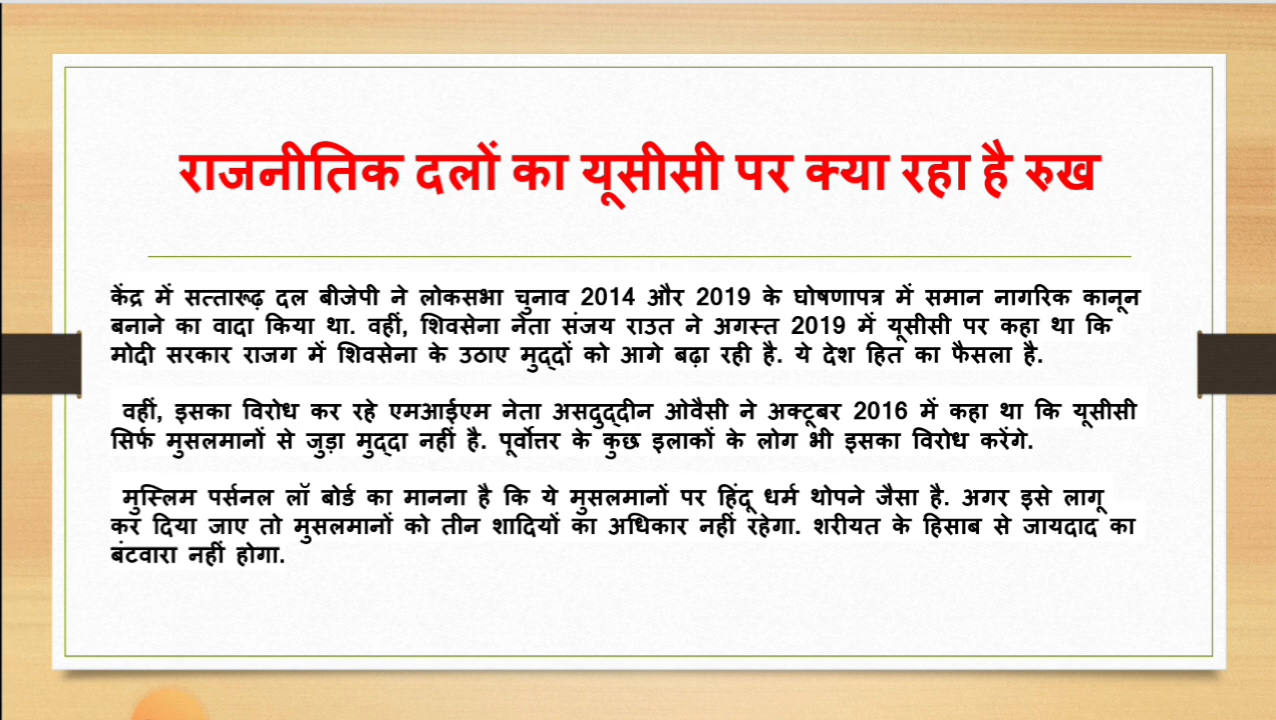 राजनीतिक दलों का यूसीसी पर क्या रहा है रुख
केंद्र में सत्तारूढ़ दल बीजेपी ने लोकसभा चुनाव 2014 और 2019 के घोषणापत्र में समान नागरिक कानून
बनाने का वादा किया था. वहीं, शिवसेना नेता संजय राउत ने अगस्त 2019 में यूसीसी पर कहा था कि
मोदी सरकार राजग में शिवसेना के उठाए मुद्दों को आगे बढ़ा रही है. ये देश हित का फैसला है.
वहीं, इसका विरोध कर रहे एमआईएम नेता असदुद्दीन ओवैसी ने अक्टूबर 2016 में कहा था कि यूसीसी
सिर्फ मुसलमानों से जुड़ा मुद्दा नहीं है. पूर्वोत्तर के कुछ इलाकों के लोग भी इसका विरोध करेंगे.
मुस्लिम पर्सनल लॉ बोर्ड का मानना है कि ये मुसलमानों पर हिंदू धर्म थोपने जैसा है. अगर इसे लागू
कर दिया जाए तो मुसलमानों को तीन शादियों का अधिकार नहीं रहेगा. शरीयत के हिसाब से जायदाद का
बंटवारा नहीं होगा.